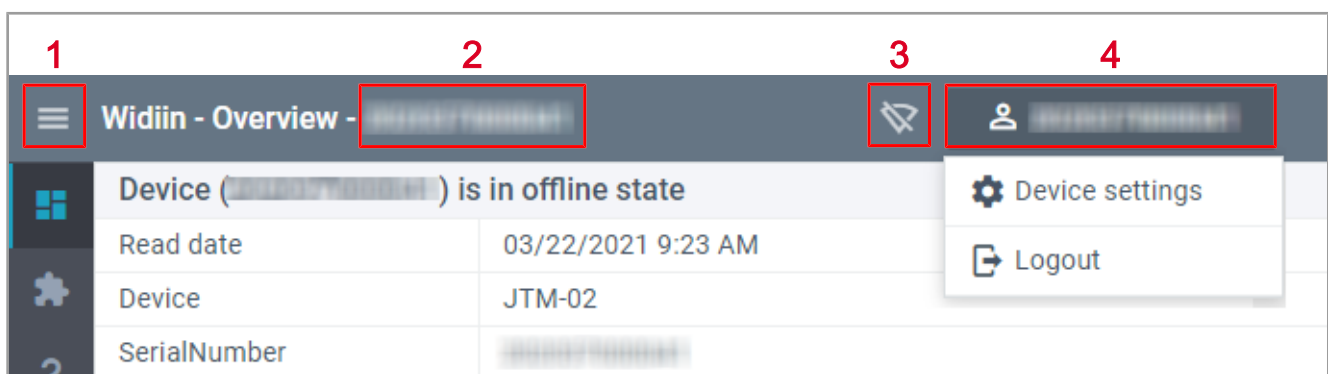 1 2 3 4
Widiin - Overview -
Device ( ) is in offline state
Device settings
Read date 03/22/2021 9:23 AM
Logout
Device JTM-02
SerialNumber
?